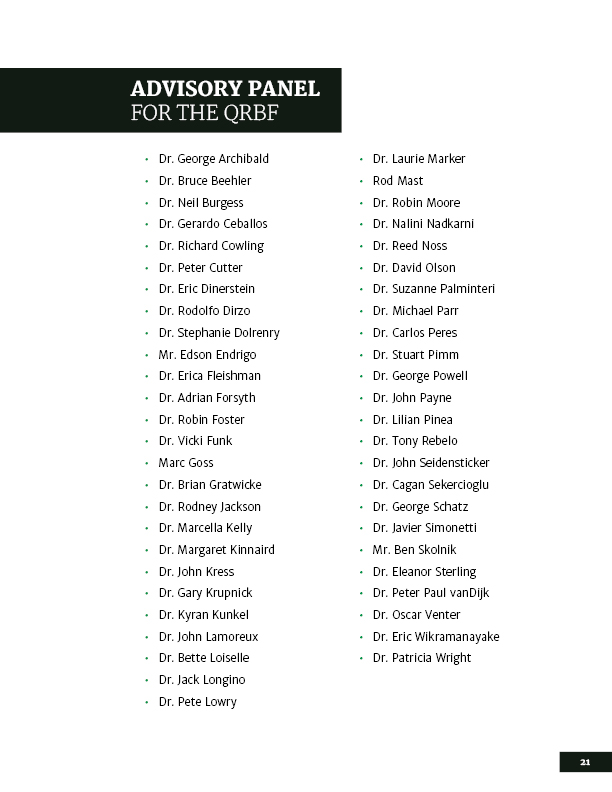 ADVISORY PANEL
FOR THE QRBF
• Dr. George Archibald
• Dr. Bruce Beehler
• Dr. Neil Burgess
• Dr. Gerardo Ceballos
• Dr. Richard Cowling
• Dr. Peter Cutter
• Dr. Eric Dinerstein
• Dr. Rodolfo Dirzo
• Dr. Stephanie Dolrenry
• Mr. Edson Endrigo
• Dr. Erica Fleishman
• Dr. Adrian Forsyth
• Dr. Robin Foster
• Dr. Vicki Funk
• Marc Goss
• Dr. Brian Gratwicke
• Dr. Rodney Jackson
• Dr. Marcella Kelly
• Dr. Margaret Kinnaird
• Dr. John Kress
• Dr. Gary Krupnick
• Dr. Kyran Kunkel
• Dr. John Lamoreux
• Dr. Bette Loiselle
• Dr. Jack Longino
• Dr. Pete Lowry
• Dr. Laurie Marker
• Rod Mast
• Dr. Robin Moore
• Dr. Nalini Nadkarni
• Dr. Reed Noss
• Dr. David Olson
• Dr. Suzanne Palminteri
• Dr. Michael Parr
• Dr. Carlos Peres
• Dr. Stuart Pimm
• Dr. George Powell
• Dr. John Payne
• Dr. Lilian Pinea
• Dr. Tony Rebelo
• Dr. John Seidensticker
• Dr. Cagan Sekercioglu
• Dr. George Schatz
• Dr. Javier Simonetti
• Mr. Ben Skolnik
• Dr. Eleanor Sterling
• Dr. Peter Paul vanDijk
• Dr. Oscar Venter
• Dr. Eric Wikramanayake
• Dr. Patricia Wright
21